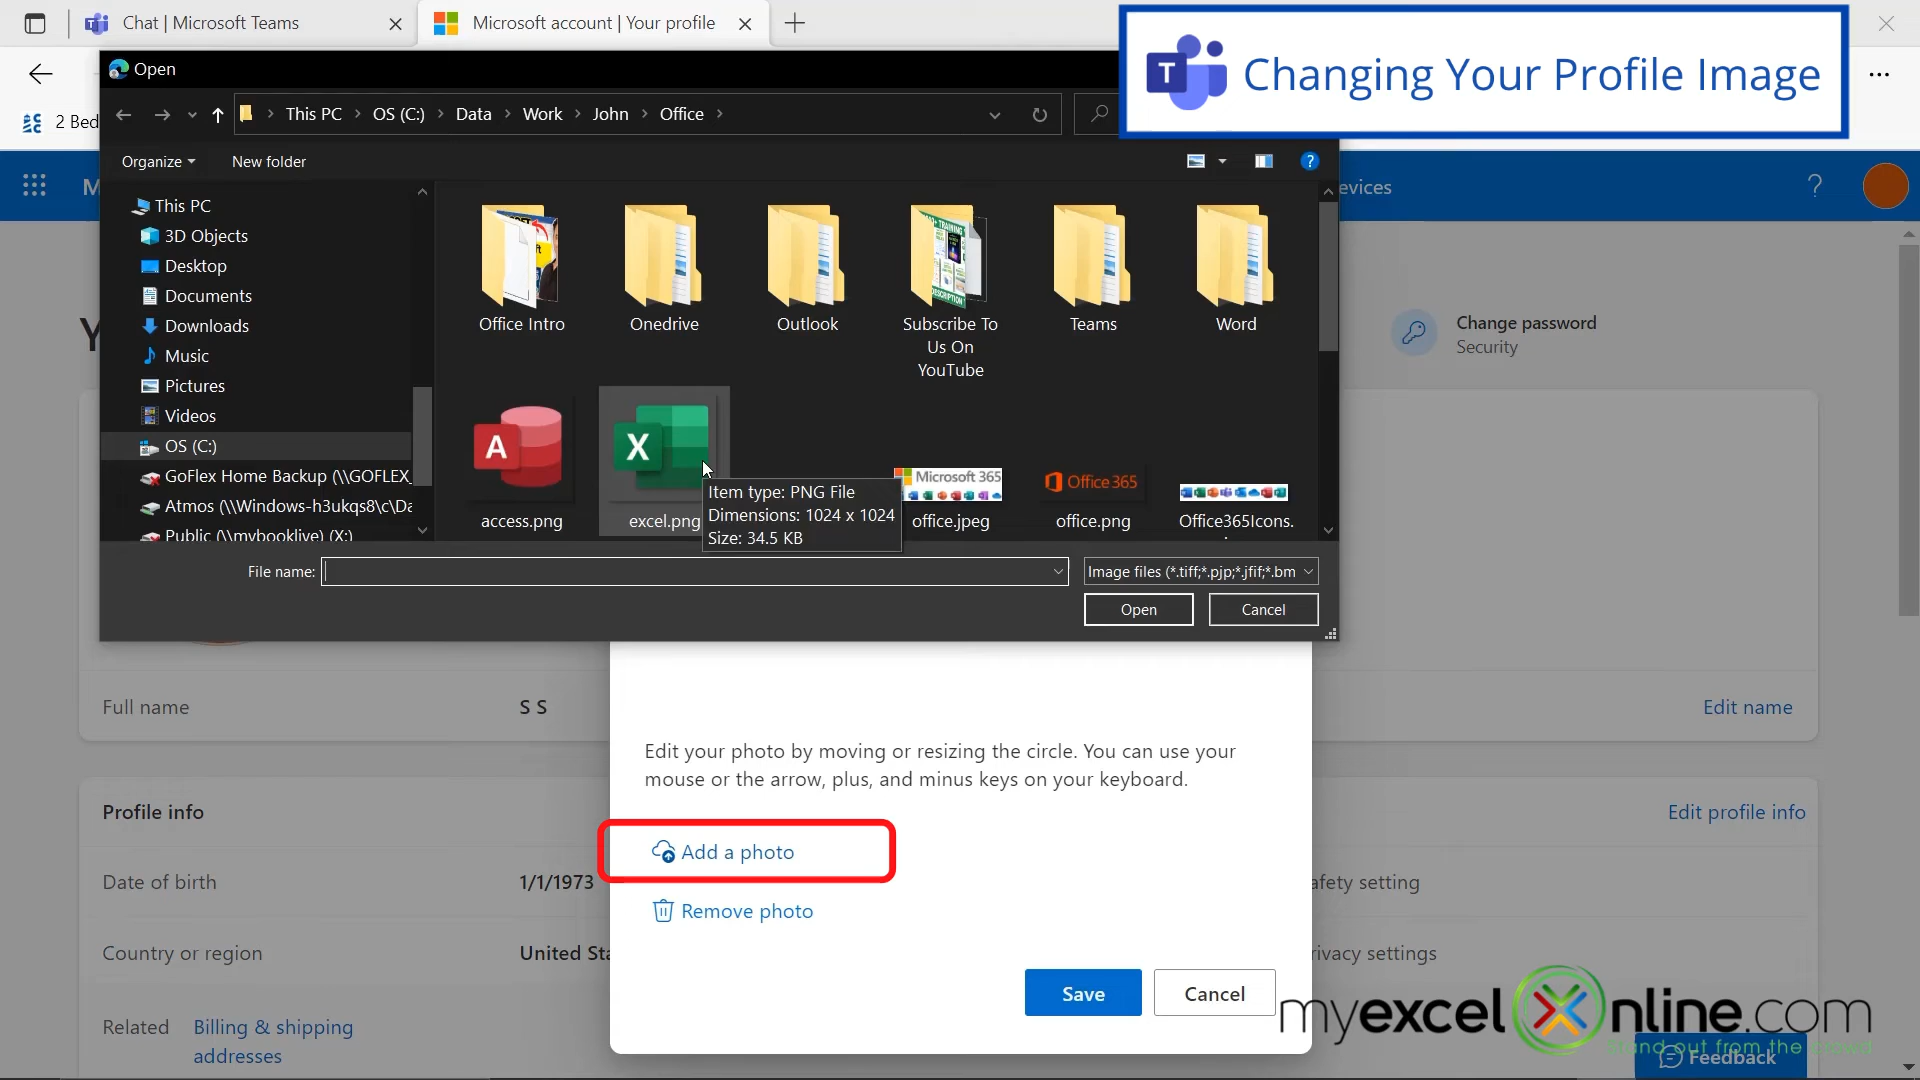 Chat | Microsoft Teams
Microsoft account | Your profile
Changing Your Profile Image
T
Open
2 Bed
This PC
OS (C:)
Data
Work
John
Office
Organize
New folder
?
M
evices
?
This PC
3D Objects
Desktop
Documents
Downloads
Music
Pictures
Videos
OS (C:)
GoFlex Home Backup (\\GOFLEX_
Atmos (\\Windows-h3ukqs8\c\Da
Public (\\mybooklive) (X:)
Office Intro
Onedrive
Outlook
Subscribe To
Us On
YouTube
Teams
Word
A
X
Microsoft 365
Office 365
access.png
excel.png
office.jpeg
office.png
Office365Icons.
Item type: PNG File
Dimensions: 1024 x 1024
Size: 34.5 KB
File name:
Image files (*.tiff;*.pjp;*.jfif;*.bm
Open
Cancel
Y
Change password
Security
Full name
S S
Edit name
Edit your photo by moving or resizing the circle. You can use your
mouse or the arrow, plus, and minus keys on your keyboard.
Profile info
Edit profile info
Add a photo
Date of birth
1/1/1973
afety setting
Remove photo
Country or region
United Sta
rivacy settings
Save
Cancel
Related
Billing & shipping
addresses
myexcelonline.com
Stand out from the crowd
Feedback